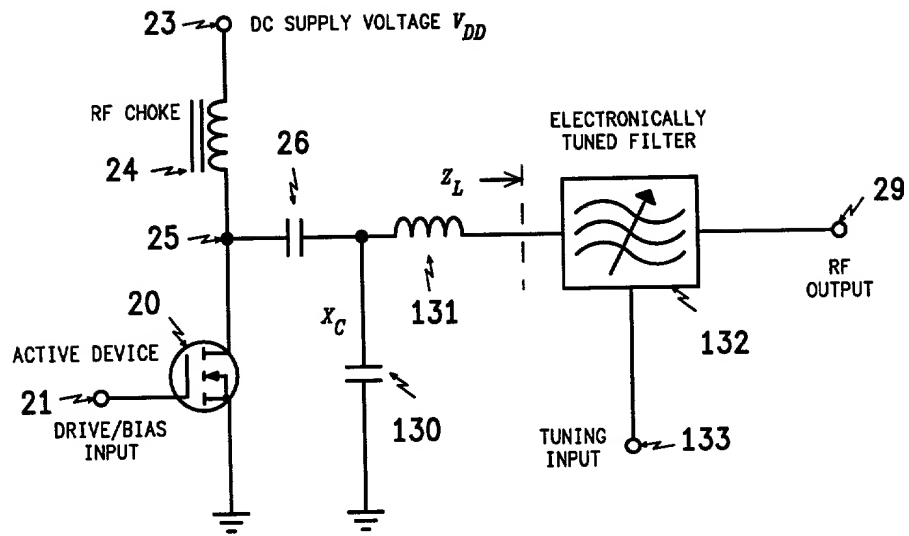 23
DC SUPPLY VOLTAGE V_DD
RF CHOKE
24
26
ELECTRONICALLY
TUNED FILTER
Z_L
29
25
131
RF
OUTPUT
20
X_C
132
ACTIVE DEVICE
21
130
133
DRIVE/BIAS
INPUT
TUNING
INPUT